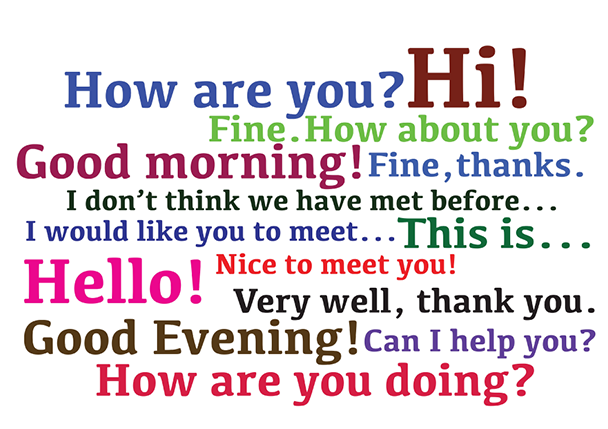 How are you? Hi!
Fine. How about you?
Good morning! Fine, thanks.
I don’t think we have met before...
I would like you to meet... This is...
Hello! Nice to meet you!
Very well, thank you.
Good Evening! Can I help you?
How are you doing?